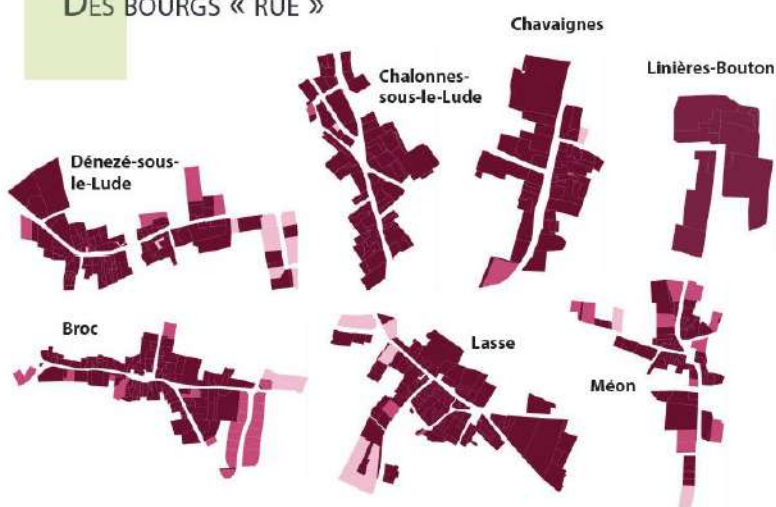 DES BOURGS « RUE »
Chavaignes
Chalonnes-
sous-le-Lude
Linières-Bouton
Dénezé-sous-
le-Lude
Broc
Lasse
Méon